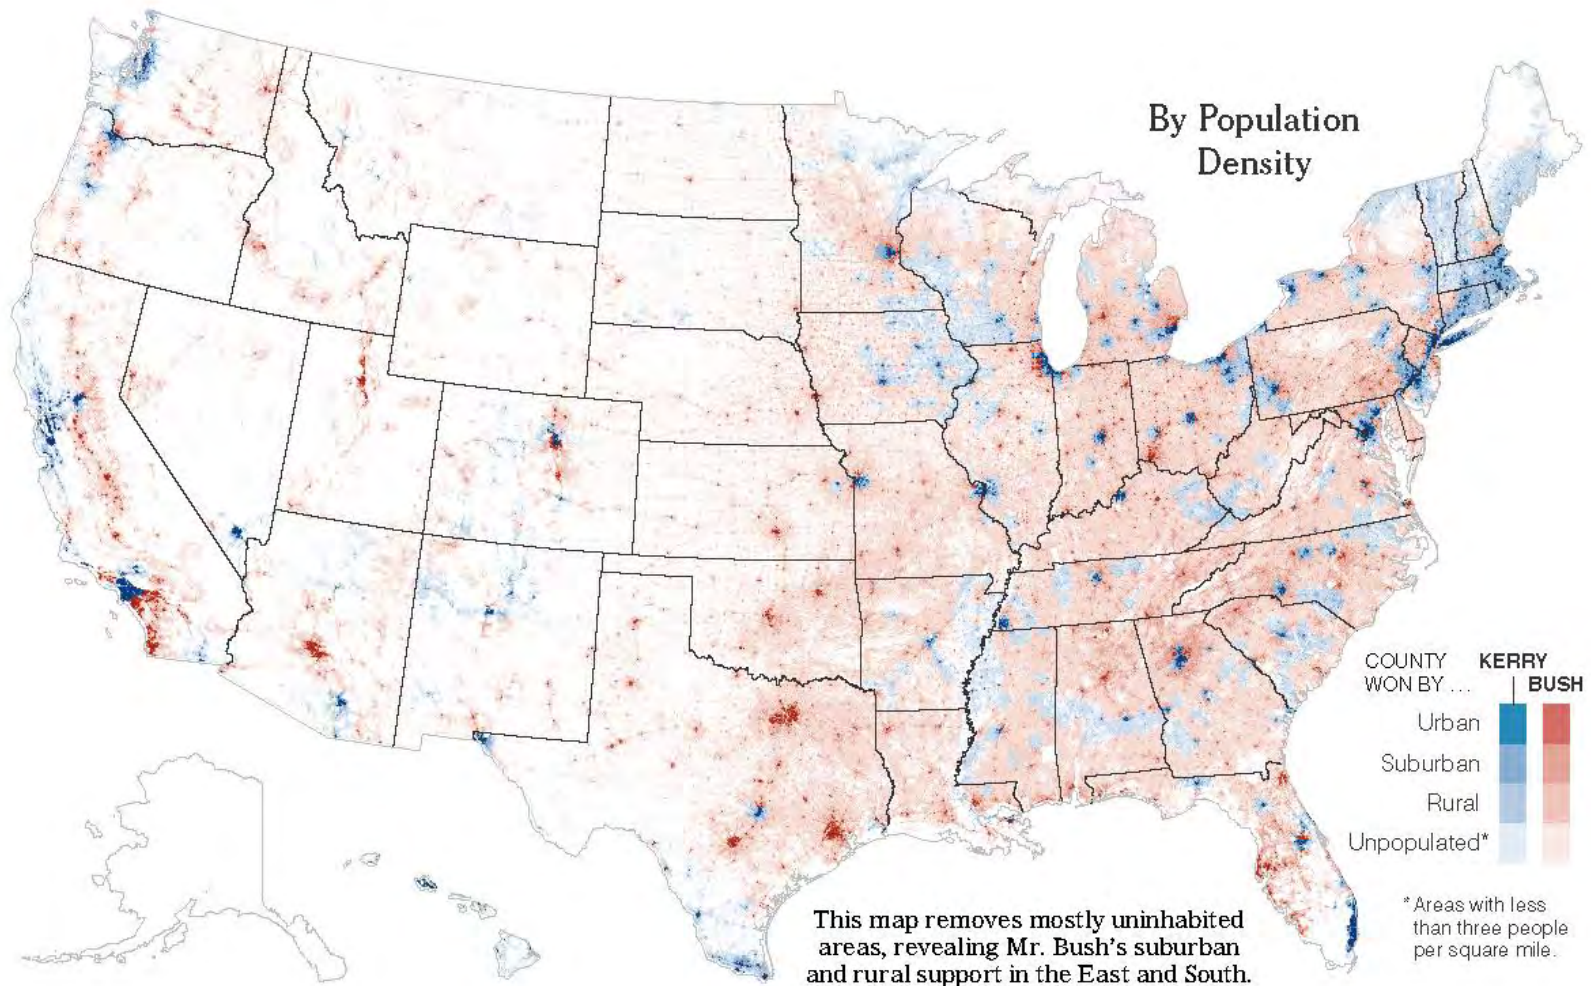 By Population
Density
COUNTY KERRY
WON BY ... BUSH
Urban
Suburban
Rural
Unpopulated*
* Areas with less
than three people
per square mile.
This map removes mostly uninhabited
areas, revealing Mr. Bush's suburban
and rural support in the East and South.